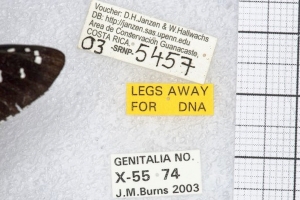 Voucher: D.H.Janzen & W.Hallwachs
DB: http://janzen.sas.upenn.edu
Area de Conservación Guanacaste,
COSTA RICA.
03 -SRNP- 5457
LEGS AWAY
FOR DNA
GENITALIA NO.
X-55 74
J.M.Burns 2003